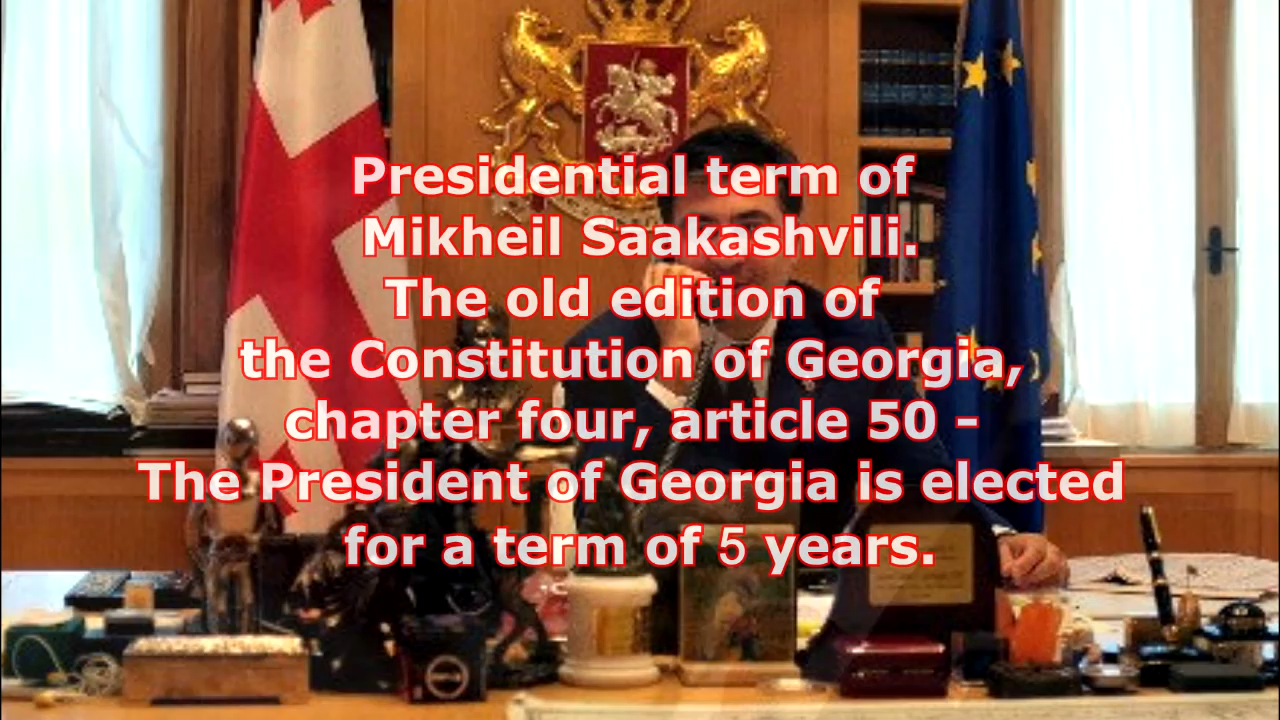 Presidential term of
Mikheil Saakashvili.
The old edition of
the Constitution of Georgia,
chapter four, article 50 -
The President of Georgia is elected
for a term of 5 years.